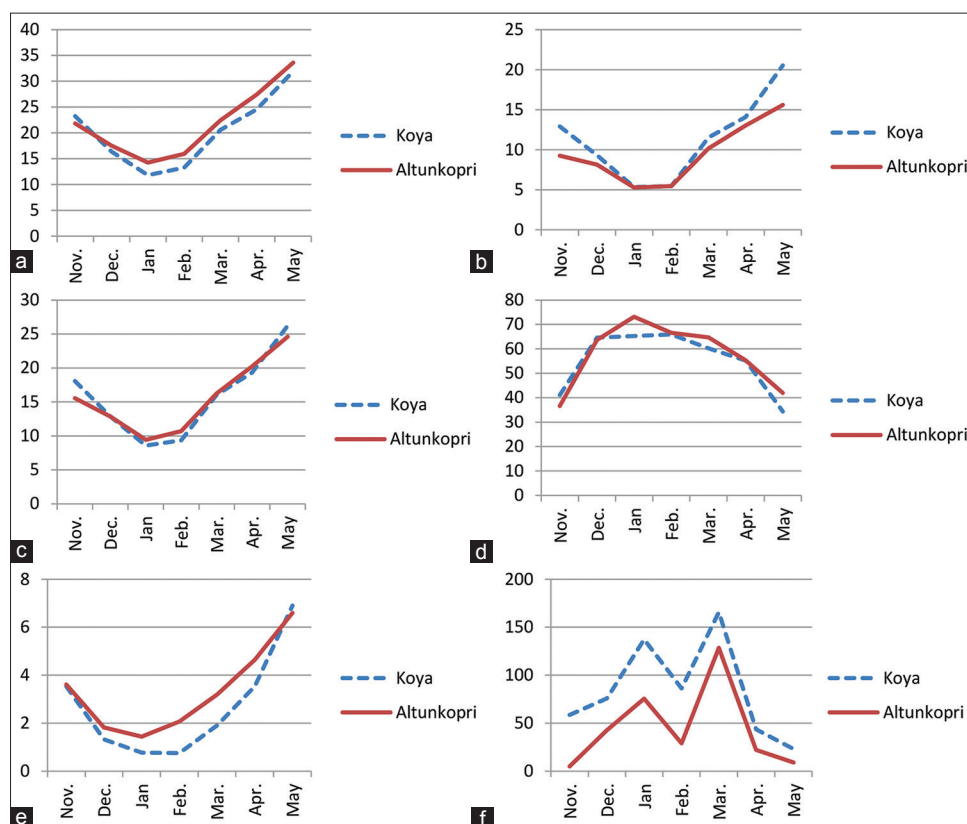 40
35
30
25
20
15
10
5
0
Nov.
Dec.
Jan
Feb.
Mar.
Apr.
May
Koya
Altunkopri
a
25
20
15
10
5
0
Nov.
Dec.
Jan
Feb.
Mar.
Apr.
May
Koya
Altunkopri
b
30
25
20
15
10
5
0
Nov.
Dec.
Jan
Feb.
Mar.
Apr.
May
Koya
Altunkopri
c
80
70
60
50
40
30
20
10
0
Nov.
Dec.
Jan
Feb.
Mar.
Apr.
May
Koya
Altunkopri
d
8
6
4
2
0
Nov.
Dec.
Jan
Feb.
Mar.
Apr.
May
Koya
Altunkopri
e
200
150
100
50
0
Nov.
Dec.
Jan
Feb.
Mar.
Apr.
May
Koya
Altunkopri
f